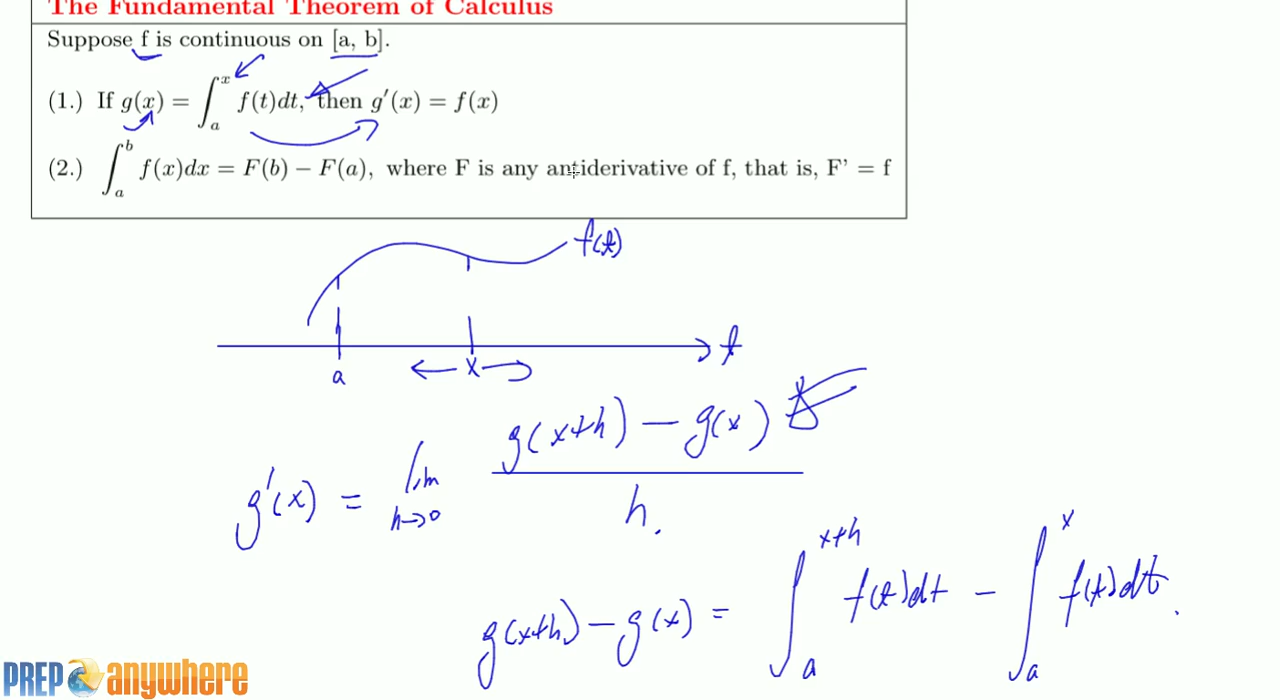 The Fundamental Theorem of Calculus
Suppose f is continuous on [a, b].
(1.) If g(x) = ∫_a^x f(t)dt, then g′(x) = f(x)
(2.) ∫_a^b f(x)dx = F(b) − F(a), where F is any antiderivative of f, that is, F' = f
f(t)
a x t
g'(x) = lim h→0 g(x+h) − g(x) / h.
g(x+h) − g(x) = ∫_a^x+h f(t)dt − ∫_a^x f(t)dt.
PREP anywhere